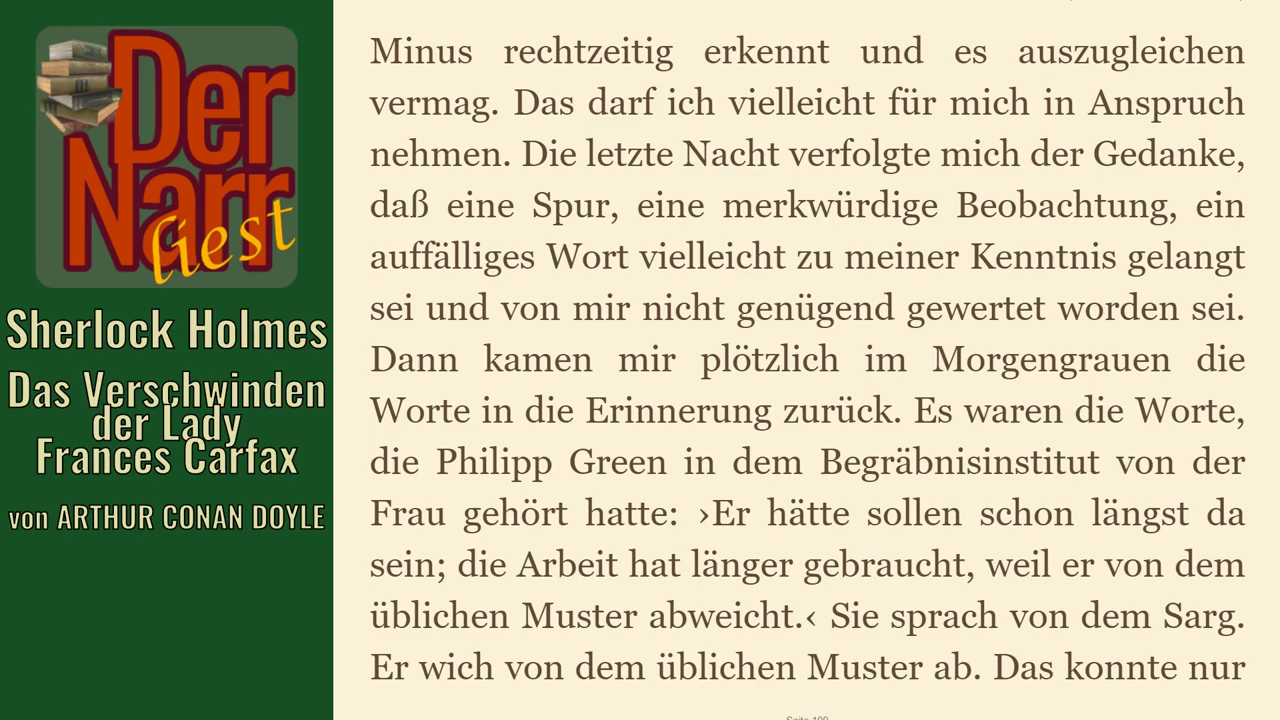 Der
Narr
liest
Sherlock Holmes
Das Verschwinden
der Lady
Frances Carfax
von ARTHUR CONAN DOYLE
Minus rechtzeitig erkennt und es auszugleichen
vermag. Das darf ich vielleicht für mich in Anspruch
nehmen. Die letzte Nacht verfolgte mich der Gedanke,
daß eine Spur, eine merkwürdige Beobachtung, ein
auffälliges Wort vielleicht zu meiner Kenntnis gelangt
sei und von mir nicht genügend gewertet worden sei.
Dann kamen mir plötzlich im Morgengrauen die
Worte in die Erinnerung zurück. Es waren die Worte,
die Philipp Green in dem Begräbnisinstitut von der
Frau gehört hatte: ›Er hätte sollen schon längst da
sein; die Arbeit hat länger gebraucht, weil er von dem
üblichen Muster abweicht.‹ Sie sprach von dem Sarg.
Er wich von dem üblichen Muster ab. Das konnte nur